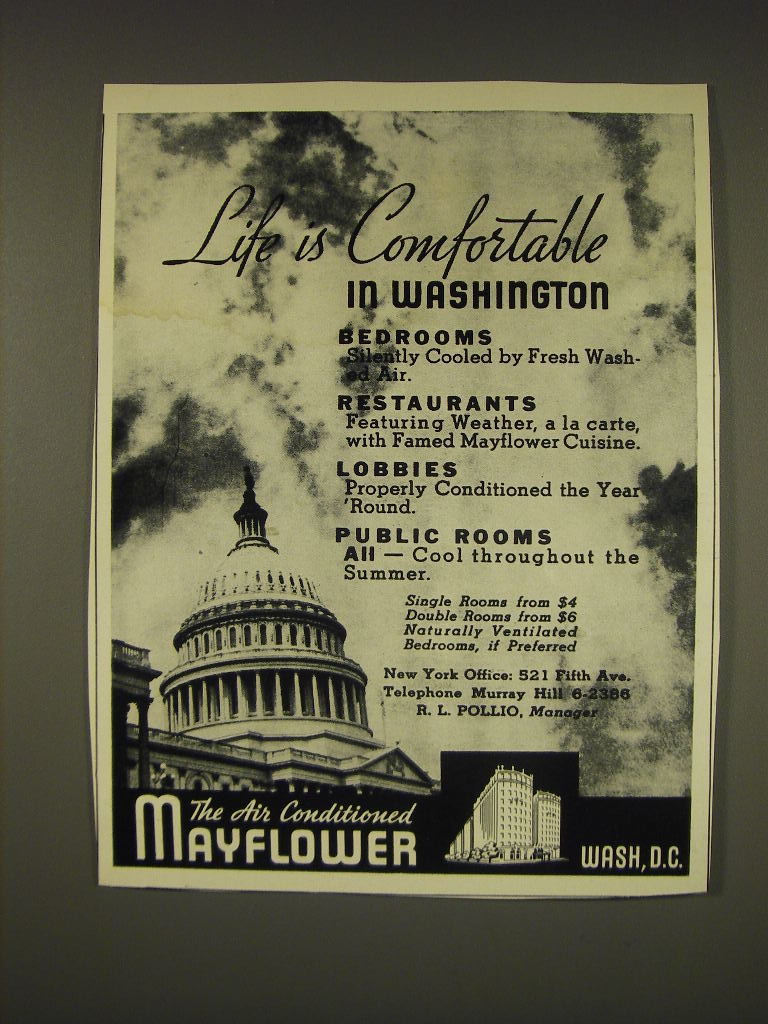 Life is Comfortable
IN WASHINGTON
BEDROOMS
Silently Cooled by Fresh Wash-
ed Air.
RESTAURANTS
Featuring Weather, a la carte,
with Famed Mayflower Cuisine.
LOBBIES
Properly Conditioned the Year
'Round.
PUBLIC ROOMS
All — Cool throughout the
Summer.
Single Rooms from $4
Double Rooms from $6
Naturally Ventilated
Bedrooms, if Preferred
New York Office: 521 Fifth Ave.
Telephone Murray Hill 6-2386
R. L. POLLIO, Manager
The Air Conditioned
MAYFLOWER
WASH, D.C.